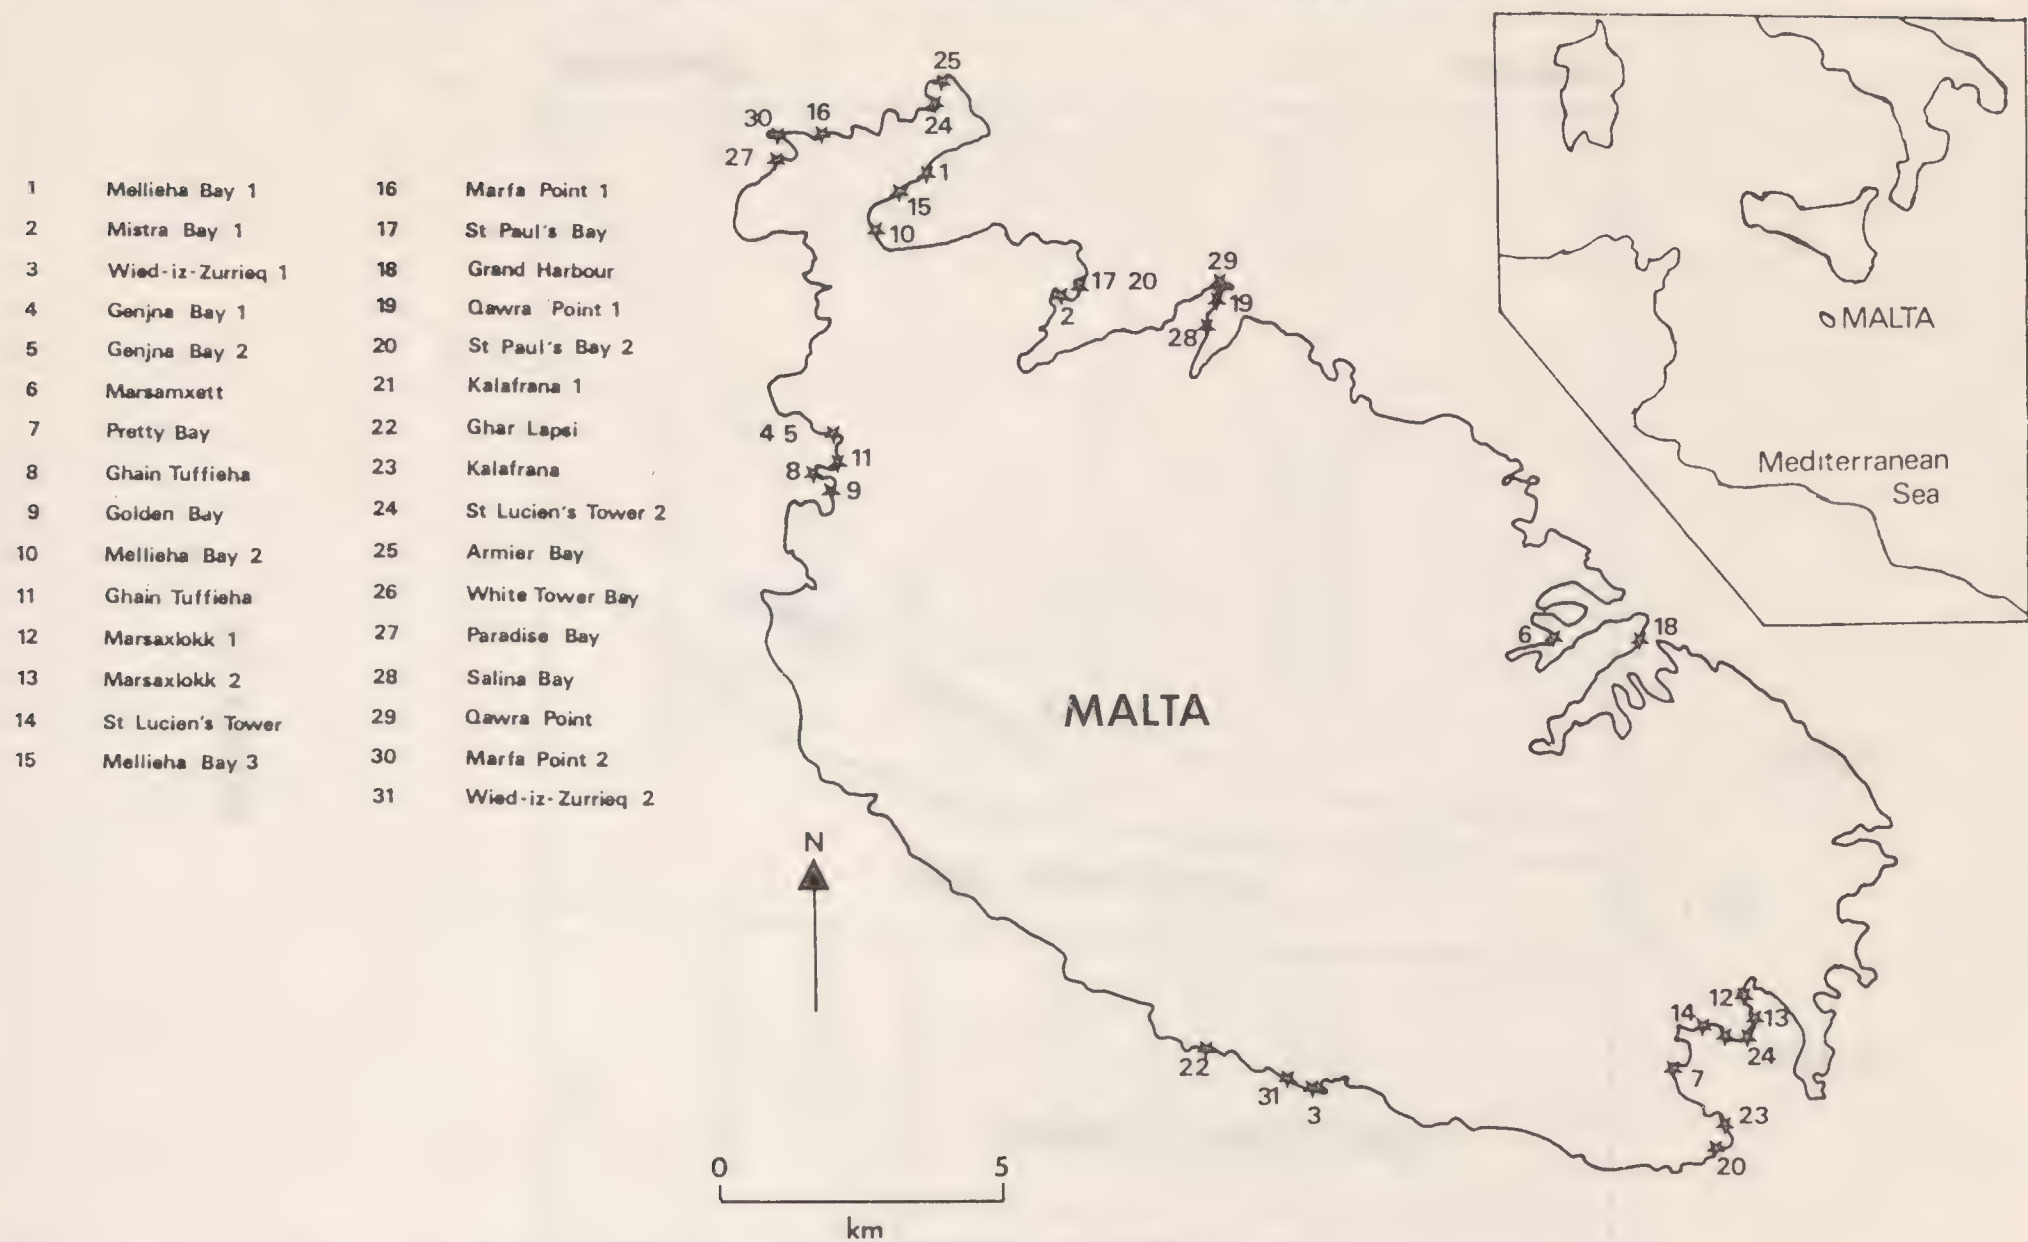 1 Mellieha Bay 1
2 Mistra Bay 1
3 Wied-iz-Zurrieq 1
4 Genjna Bay 1
5 Genjna Bay 2
6 Marsamxett
7 Pretty Bay
8 Ghain Tuffieha
9 Golden Bay
10 Mellieha Bay 2
11 Ghain Tuffieha
12 Marsaxlokk 1
13 Marsaxlokk 2
14 St Lucien's Tower
15 Mellieha Bay 3
16 Marfa Point 1
17 St Paul's Bay
18 Grand Harbour
19 Qawra Point 1
20 St Paul's Bay 2
21 Kalafrana 1
22 Ghar Lapsi
23 Kalafrana
24 St Lucien's Tower 2
25 Armier Bay
26 White Tower Bay
27 Paradise Bay
28 Salina Bay
29 Qawra Point
30 Marfa Point 2
31 Wied-iz-Zurrieq 2
25
30 16
24
27
1
15
10
29
17 20
19
2
28
4 5
11
8
9
6
18
MALTA
N
12
14
13
24
22
7
31
3
23
20
0 5
km
MALTA
Mediterranean
Sea